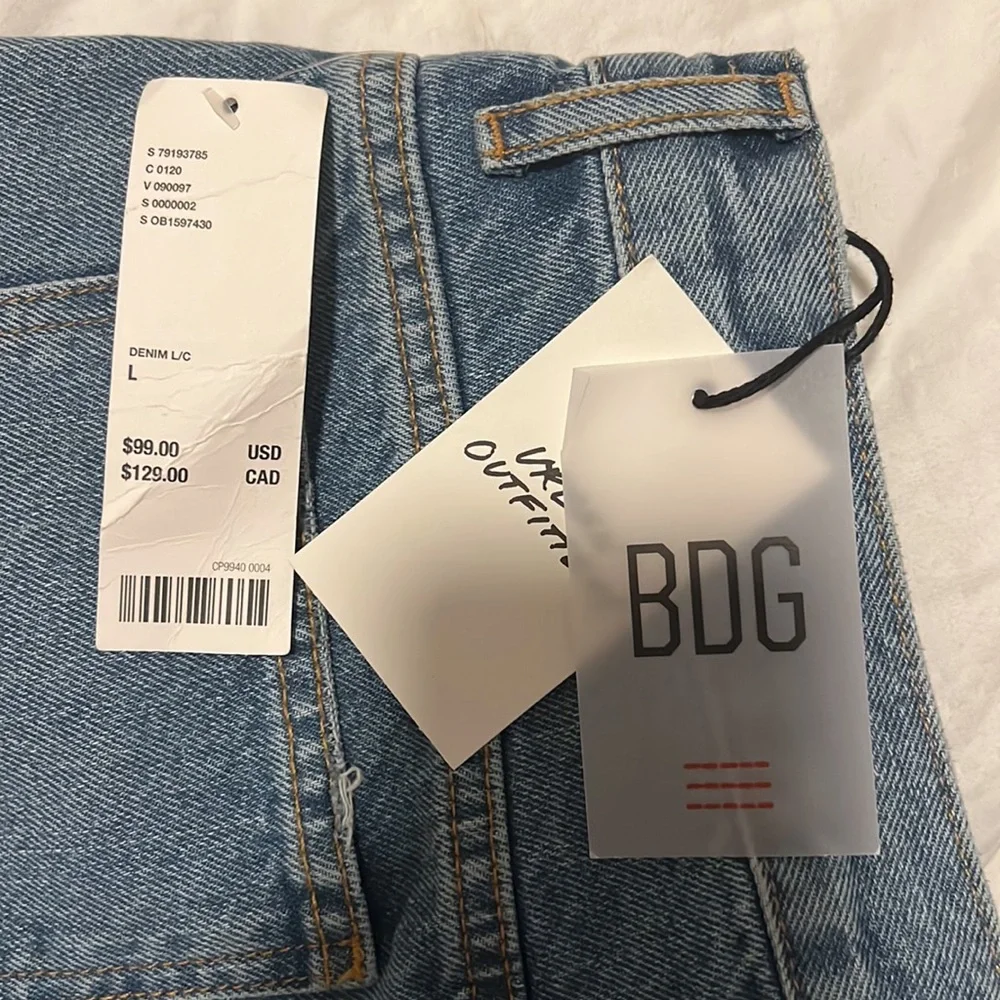 S 79193785
C 0120
V 090097
S 0000002
S OB1597430
DENIM L/C
L
$99.00 USD
$129.00 CAD
CP9940 0004
BDG